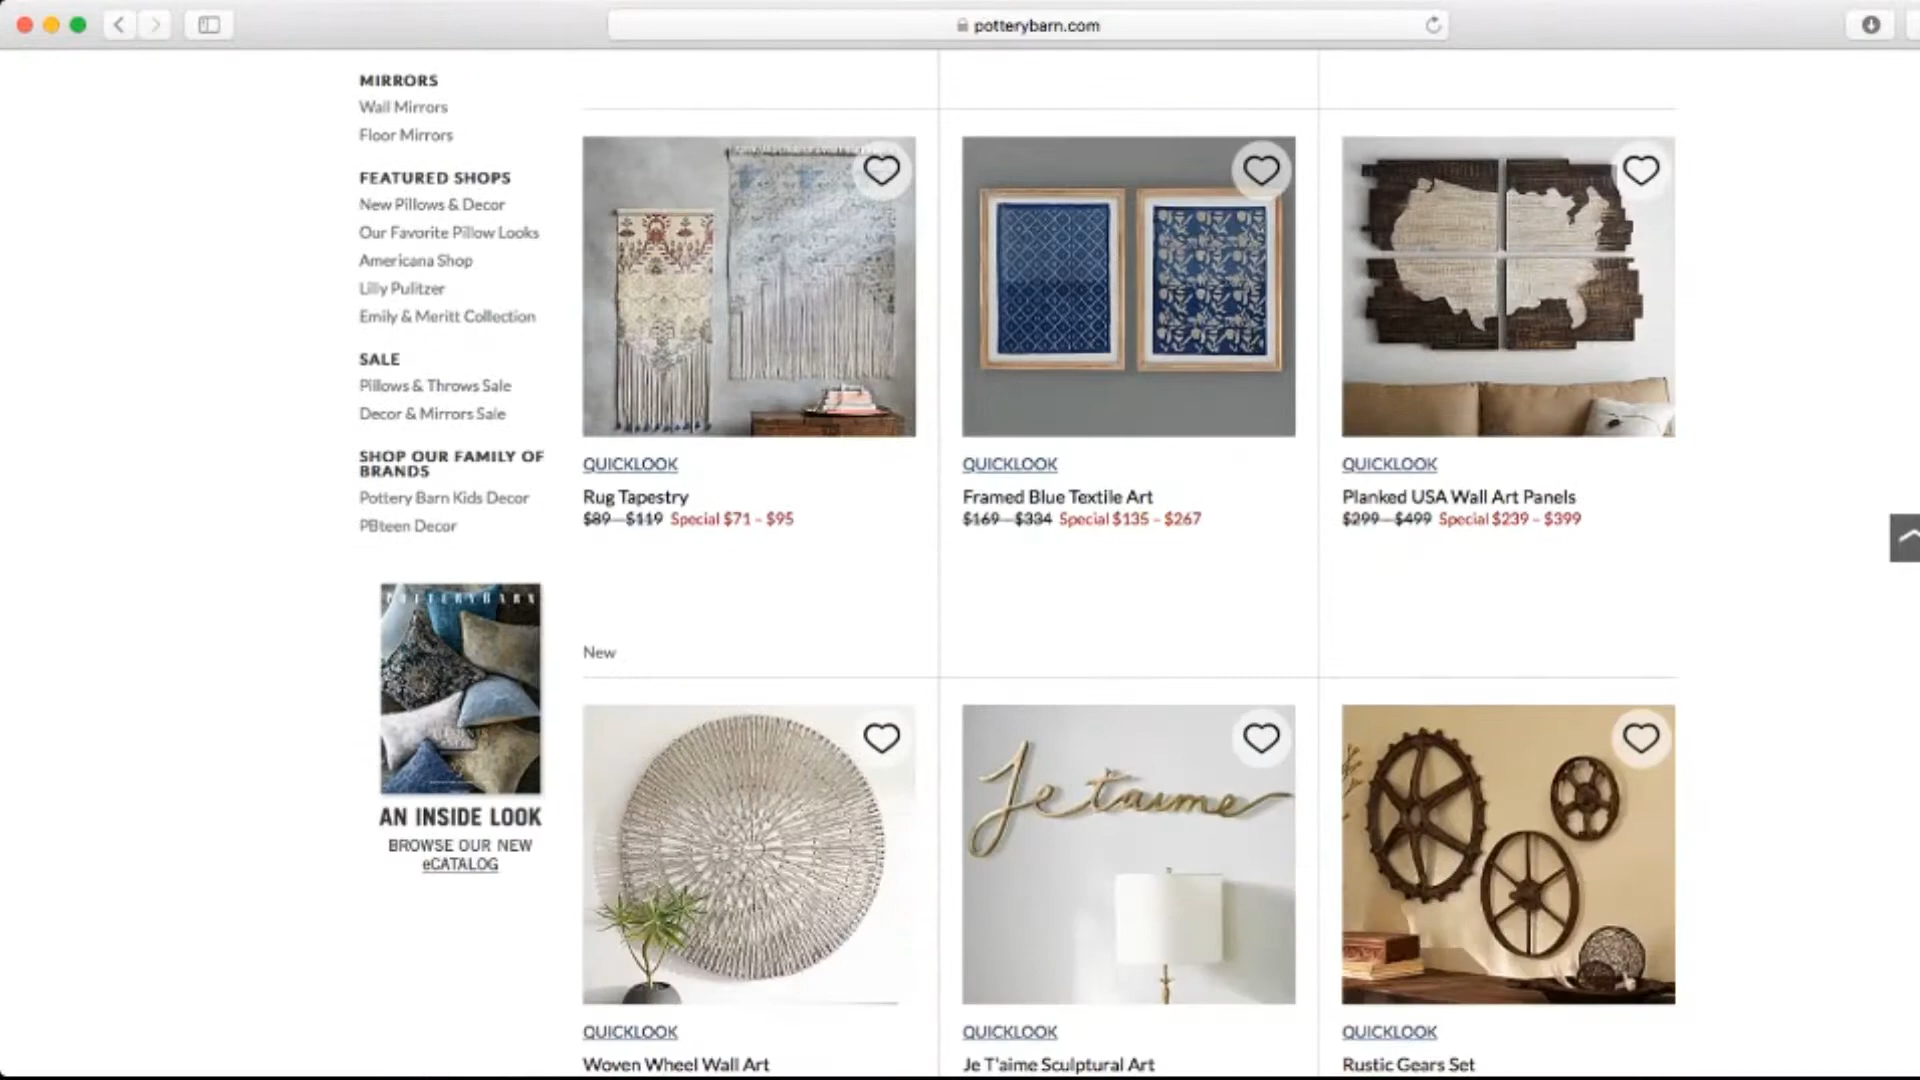 potterybarn.com
MIRRORS
Wall Mirrors
Floor Mirrors
FEATURED SHOPS
New Pillows & Decor
Our Favorite Pillow Looks
Americana Shop
Lilly Pulitzer
Emily & Meritt Collection
SALE
Pillows & Throws Sale
Decor & Mirrors Sale
SHOP OUR FAMILY OF
BRANDS
Pottery Barn Kids Decor
PBteen Decor
POTTERY BARN
AN INSIDE LOOK
BROWSE OUR NEW
eCATALOG
QUICKLOOK
Rug Tapestry
$89 - $119 Special $71 - $95
QUICKLOOK
Framed Blue Textile Art
$169 - $334 Special $135 - $267
QUICKLOOK
Planked USA Wall Art Panels
$299 - $499 Special $239 - $399
New
Je t'aime
QUICKLOOK
Woven Wheel Wall Art
QUICKLOOK
Je T'aime Sculptural Art
QUICKLOOK
Rustic Gears Set